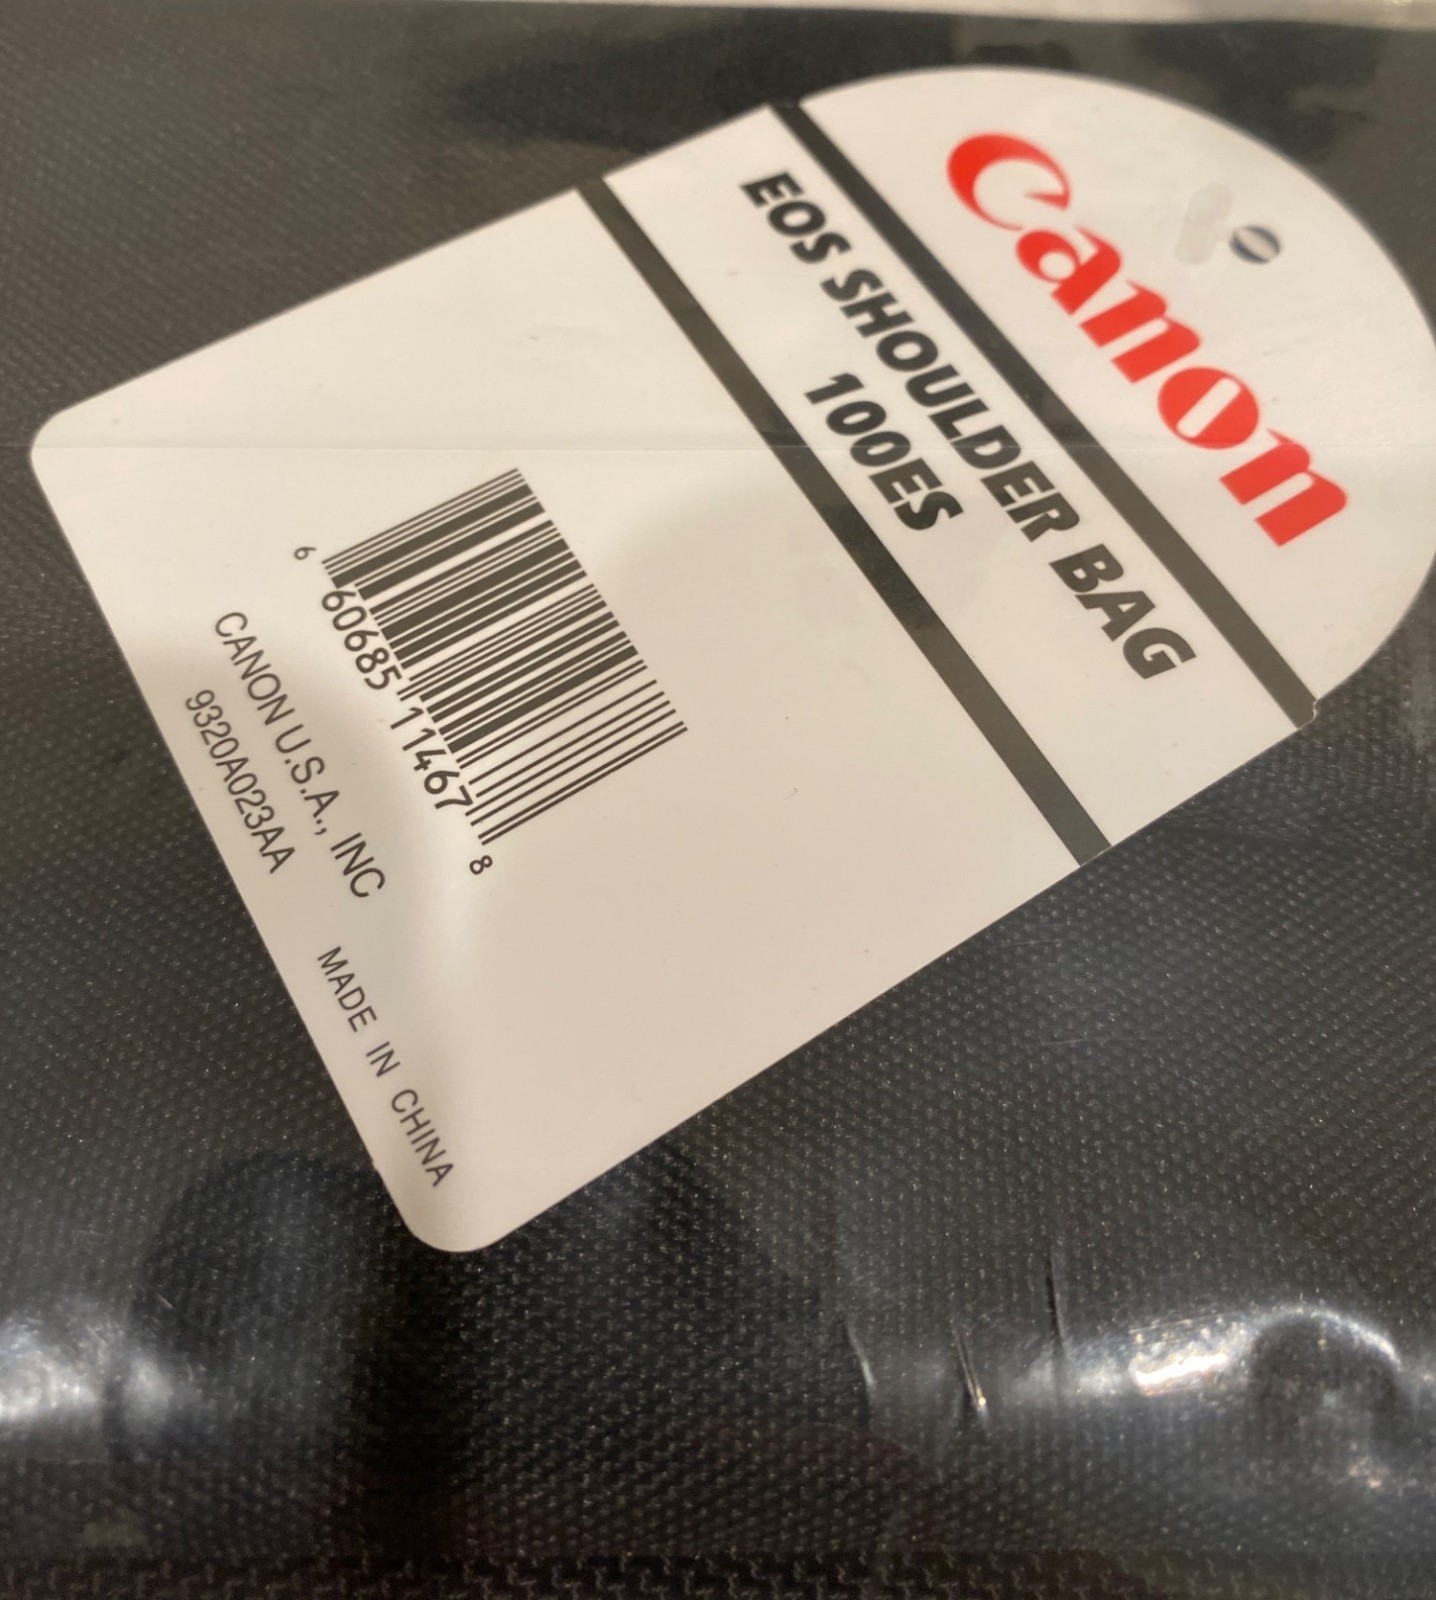 Canon
EOS SHOULDER BAG
100ES
6 60685 11467 8
CANON U.S.A., INC
9320A023AA
MADE IN CHINA